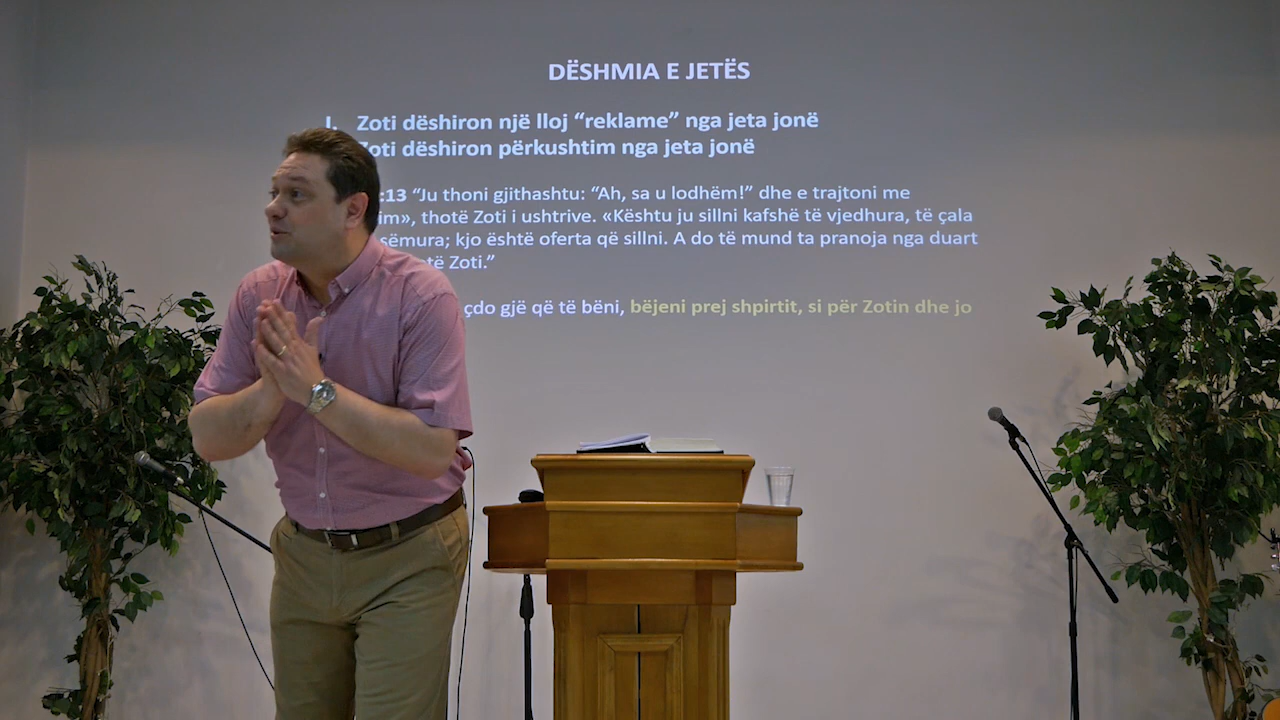 DËSHMIA E JETËS
I. Zoti dëshiron një lloj “reklame” nga jeta jonë
Zoti dëshiron përkushtim nga jeta jonë
:13 “Ju thoni gjithashtu: “Ah, sa u lodhëm!” dhe e trajtoni me
», thotë Zoti i ushtrive. «Kështu ju sillni kafshë të vjedhura, të çala
sëmura; kjo është oferta që sillni. A do të mund ta pranoja nga duart
Zoti.”
çdo gjë që të bëni, bëjeni prej shpirtit, si për Zotin dhe jo